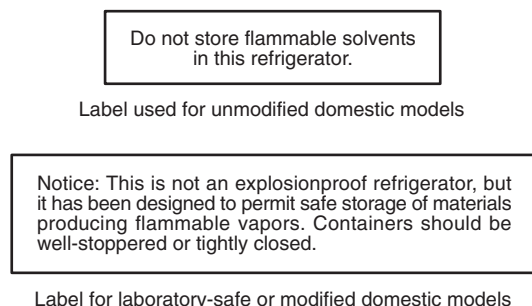 Do not store flammable solvents
in this refrigerator.
Label used for unmodified domestic models
Notice: This is not an explosionproof refrigerator, but
it has been designed to permit safe storage of materials
producing flammable vapors. Containers should be
well-stoppered or tightly closed.
Label for laboratory-safe or modified domestic models